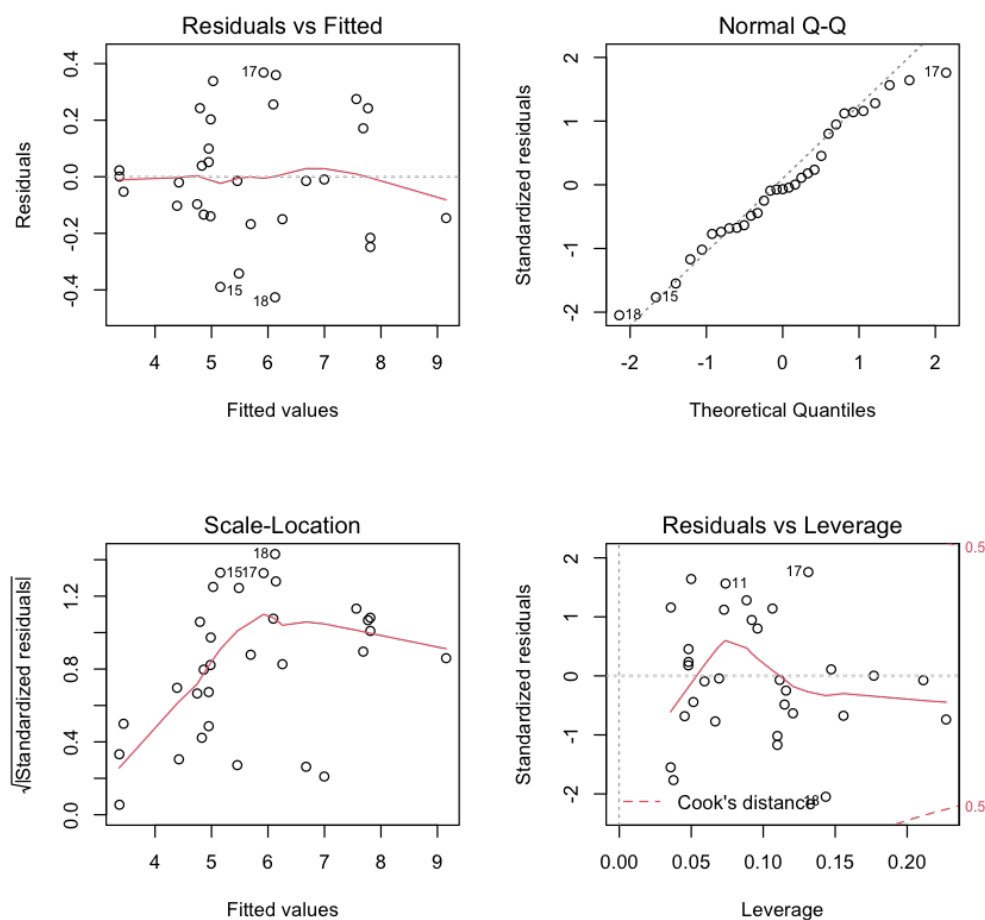 Residuals vs Fitted
Residuals
0.4
0.2
0.0
-0.2
-0.4
17
15
18
4 5 6 7 8 9
Fitted values
Normal Q-Q
Standardized residuals
2
1
0
-1
-2
17
15
18
-2 -1 0 1 2
Theoretical Quantiles
Scale-Location
√|Standardized residuals|
1.2
0.8
0.4
0.0
18
15 17
4 5 6 7 8 9
Fitted values
Residuals vs Leverage
Standardized residuals
2
1
0
-1
-2
0.5
17
11
Cook's distance
18
0.5
0.00 0.05 0.10 0.15 0.20
Leverage